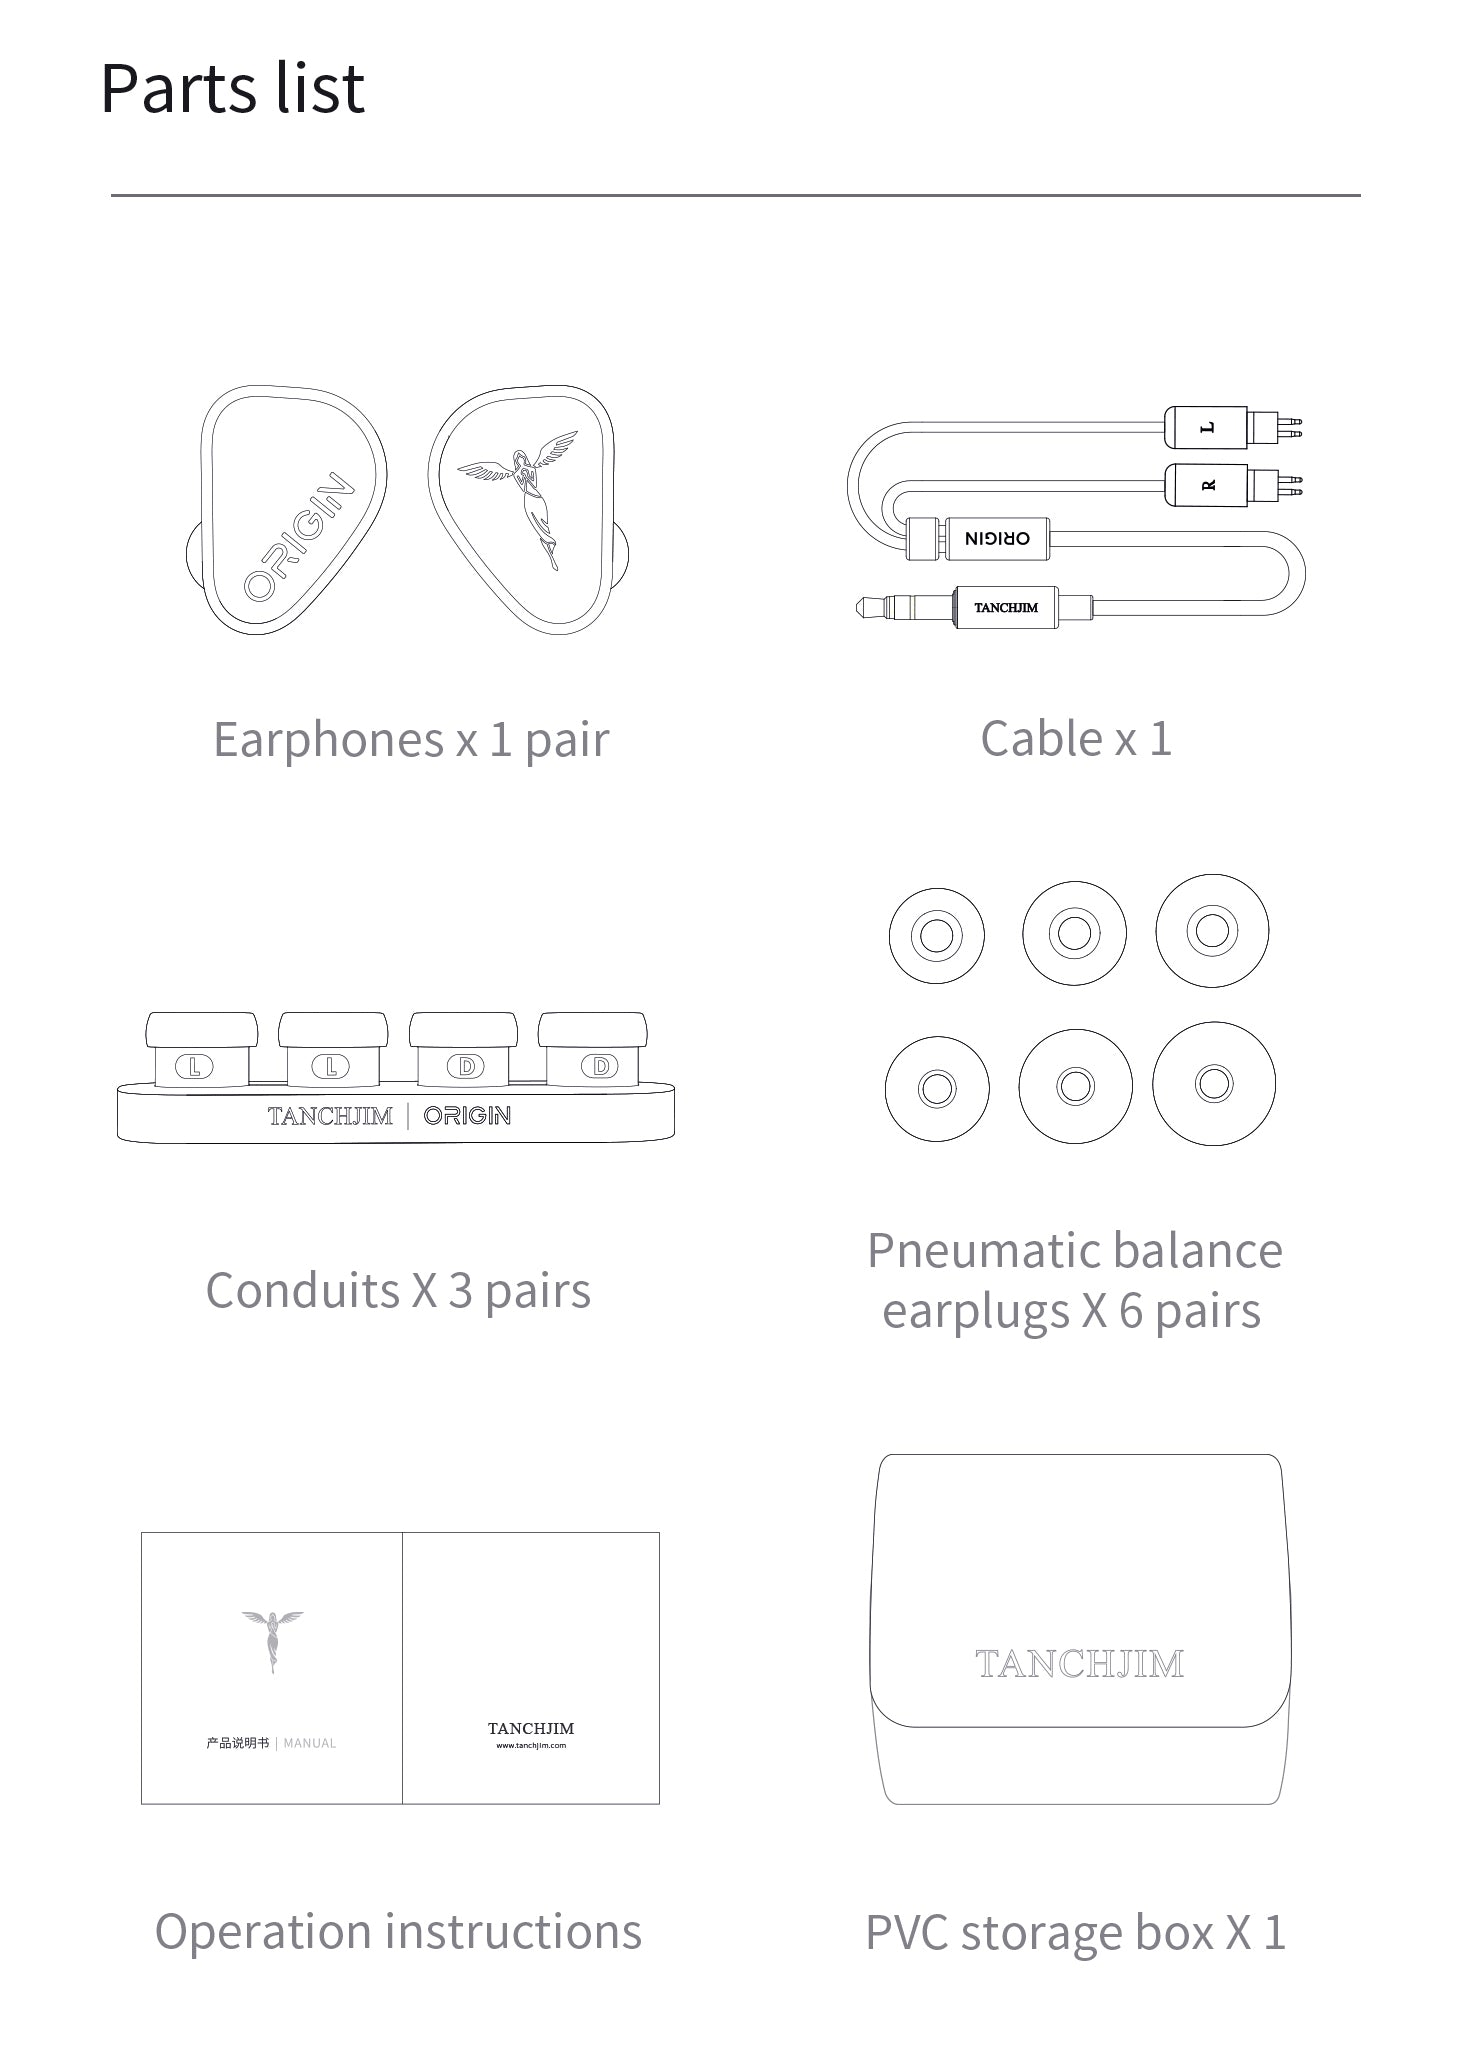 Parts list
ORIGIN
L
R
ORIGIN
TANCHJIM
Earphones x 1 pair
Cable x 1
L
L
D
D
TANCHJIM | ORIGIN
Conduits X 3 pairs
Pneumatic balance
earplugs X 6 pairs
产品说明书 | MANUAL
TANCHJIM
www.tanchjim.com
TANCHJIM
Operation instructions
PVC storage box X 1